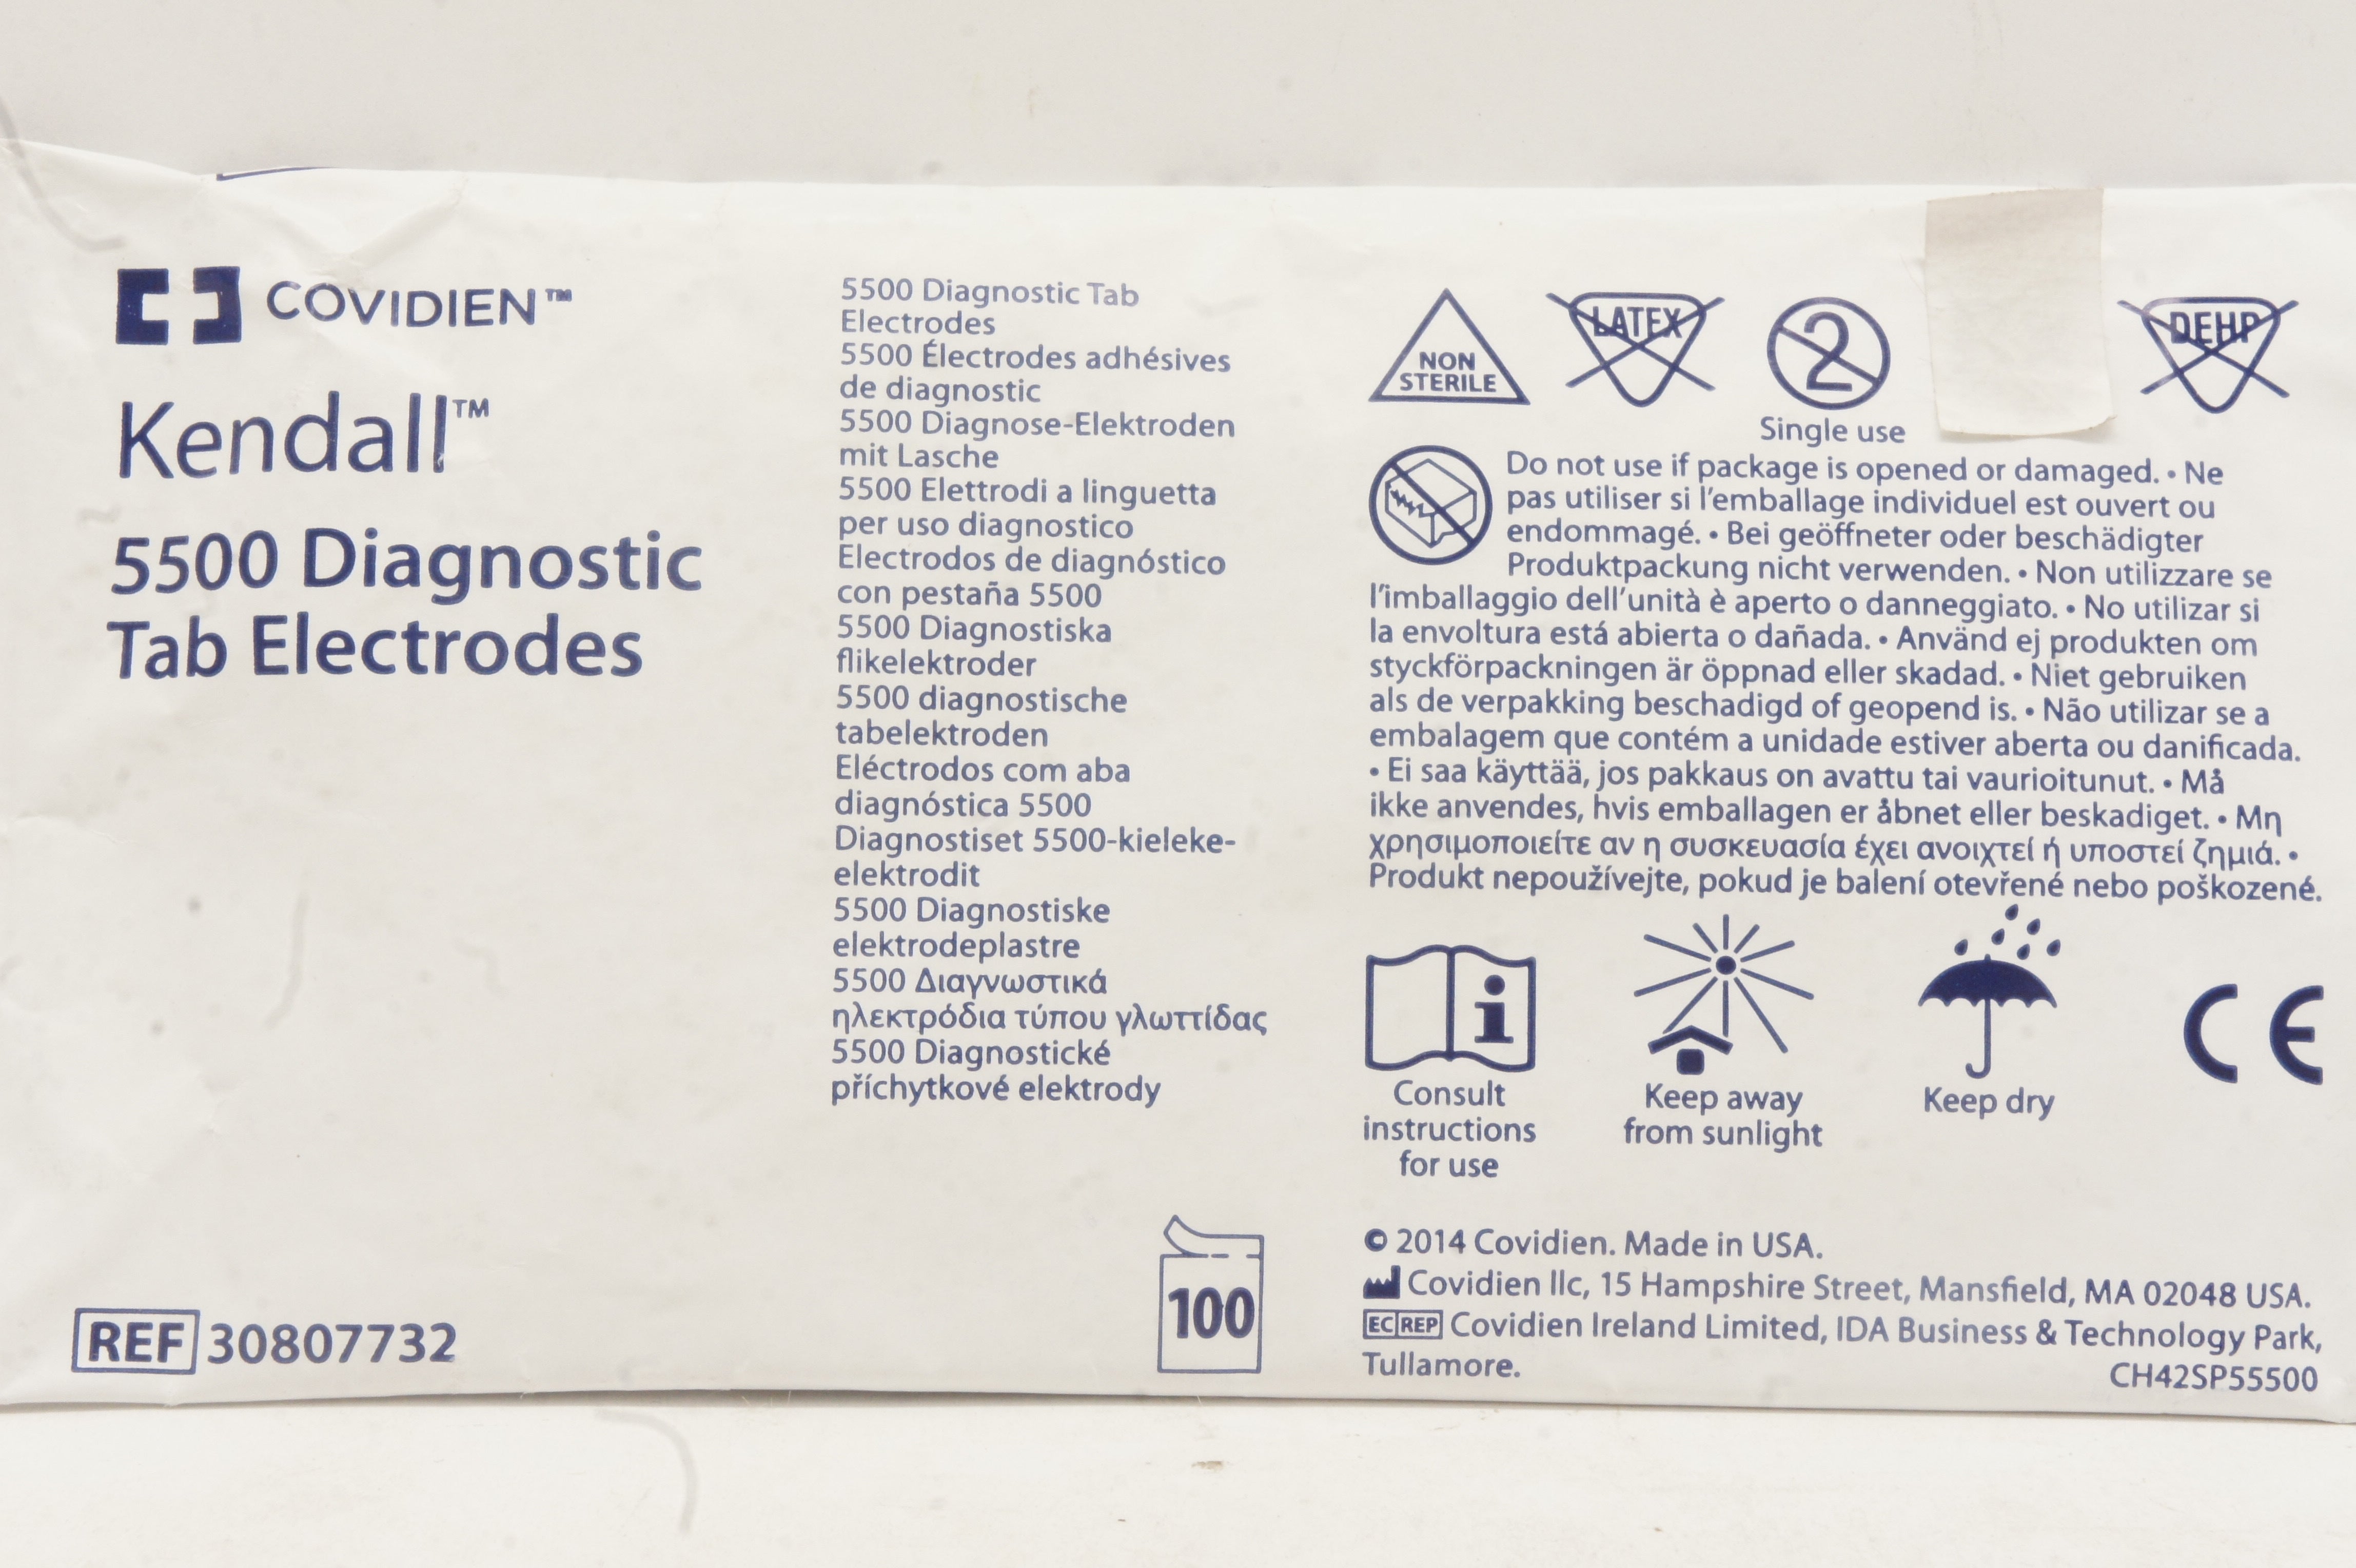 COVIDIEN™
Kendall™
5500 Diagnostic
Tab Electrodes
REF 30807732
5500 Diagnostic Tab
Electrodes
5500 Électrodes adhésives
de diagnostic
5500 Diagnose-Elektroden
mit Lasche
5500 Elettrodi a linguetta
per uso diagnostico
Electrodos de diagnóstico
con pestaña 5500
5500 Diagnostiska
flikelektroder
5500 diagnostische
tabelektroden
Eléctrodos com aba
diagnóstica 5500
Diagnostiset 5500-kieleke-
elektrodit
5500 Diagnostiske
elektrodeplastre
5500 Διαγνωστικά
ηλεκτρόδια τύπου γλωττίδας
5500 Diagnostické
příchytkové elektrody
100
NON
STERILE
LATEX
2
Single use
DEHP
Do not use if package is opened or damaged. • Ne
pas utiliser si l'emballage individuel est ouvert ou
endommagé. • Bei geöffneter oder beschädigter
Produktpackung nicht verwenden. • Non utilizzare se
l'imballaggio dell'unità è aperto o danneggiato. • No utilizar si
la envoltura está abierta o dañada. • Använd ej produkten om
styckförpackningen är öppnad eller skadad. • Niet gebruiken
als de verpakking beschadigd of geopend is. • Não utilizar se a
embalagem que contém a unidade estiver aberta ou danificada.
• Ei saa käyttää, jos pakkaus on avattu tai vaurioitunut. • Må
ikke anvendes, hvis emballagen er åbnet eller beskadiget. • Μη
χρησιμοποιείτε αν η συσκευασία έχει ανοιχτεί ή υποστεί ζημιά. •
Produkt nepoužívejte, pokud je balení otevřené nebo poškozené.
Consult
instructions
for use
Keep away
from sunlight
Keep dry
CE
© 2014 Covidien. Made in USA.
Covidien llc, 15 Hampshire Street, Mansfield, MA 02048 USA.
EC REP Covidien Ireland Limited, IDA Business & Technology Park,
Tullamore.
CH42SP55500